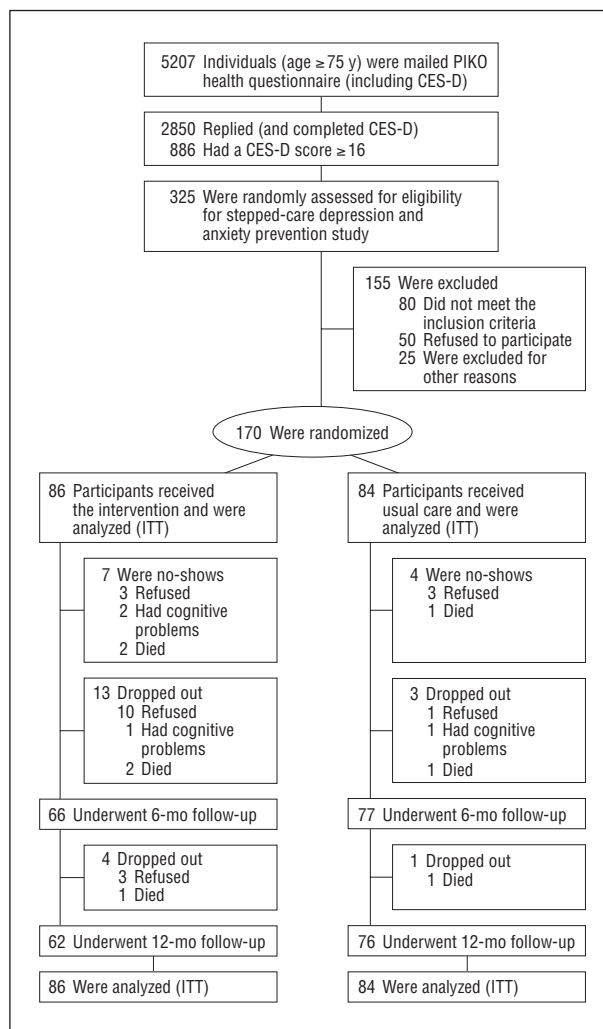 5207 Individuals (age ≥ 75 y) were mailed PIKO
health questionnaire (including CES-D)
2850 Replied (and completed CES-D)
886 Had a CES-D score ≥ 16
325 Were randomly assessed for eligibility
for stepped-care depression and
anxiety prevention study
155 Were excluded
80 Did not meet the
inclusion criteria
50 Refused to participate
25 Were excluded for
other reasons
170 Were randomized
86 Participants received
the intervention and were
analyzed (ITT)
84 Participants received
usual care and were
analyzed (ITT)
7 Were no-shows
3 Refused
2 Had cognitive
problems
2 Died
4 Were no-shows
3 Refused
1 Died
13 Dropped out
10 Refused
1 Had cognitive
problems
2 Died
3 Dropped out
1 Refused
1 Had cognitive
problems
1 Died
66 Underwent 6-mo follow-up
77 Underwent 6-mo follow-up
4 Dropped out
3 Refused
1 Died
1 Dropped out
1 Died
62 Underwent 12-mo follow-up
76 Underwent 12-mo follow-up
86 Were analyzed (ITT)
84 Were analyzed (ITT)